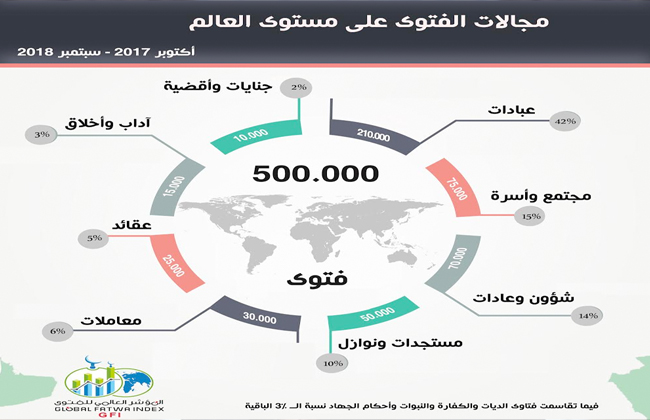 مجالات الفتوى على مستوى العالم
أكتوبر 2017 - سبتمبر 2018
عبادات
42%
210.000
مجتمع وأسرة
15%
75.000
شؤون وعادات
14%
70.000
مستجدات ونوازل
10%
50.000
معاملات
6%
30.000
عقائد
5%
25.000
آداب وأخلاق
3%
15.000
جنايات وأقضية
2%
10.000
500.000
فتوى
المؤشر العالمي للفتوى
GLOBAL FATWA INDEX
GFI
فيما تقاسمت فتاوى الديات والكفارة والنبوات وأحكام الجهاد نسبة الـ 3% الباقية